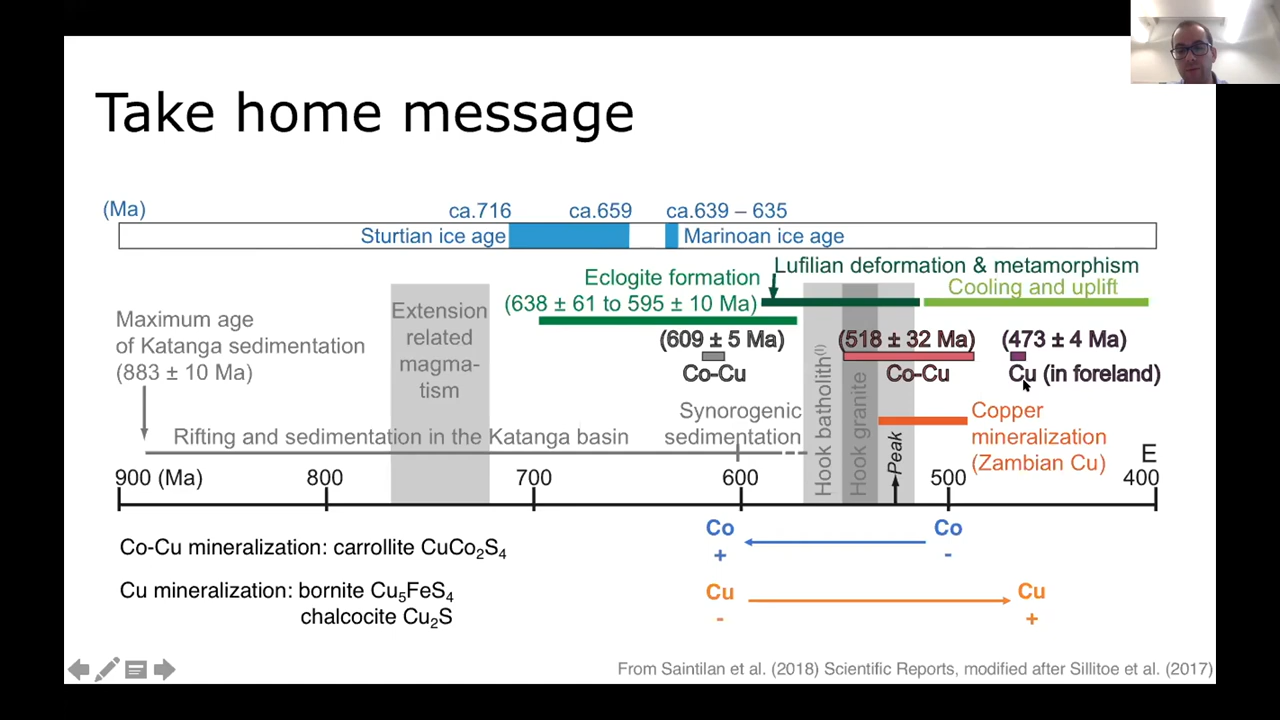 Take home message
(Ma)
ca.716
ca.659
ca.639 – 635
Sturtian ice age
Marinoan ice age
Lufilian deformation & metamorphism
Eclogite formation
Cooling and uplift
(638 ± 61 to 595 ± 10 Ma)
Extension
related
magma-
tism
Maximum age
of Katanga sedimentation
(883 ± 10 Ma)
(609 ± 5 Ma)
Co-Cu
(518 ± 32 Ma)
Co-Cu
(473 ± 4 Ma)
Cu (in foreland)
Hook batholith(I)
Hook granite
Synorogenic
sedimentation
Rifting and sedimentation in the Katanga basin
Peak
Copper
mineralization
(Zambian Cu)
E
900 (Ma)
800
700
600
500
400
Co
Co
+
-
Co-Cu mineralization: carrollite CuCo2S4
Cu mineralization: bornite Cu5FeS4
chalcocite Cu2S
Cu
Cu
-
+
From Saintilan et al. (2018) Scientific Reports, modified after Sillitoe et al. (2017)